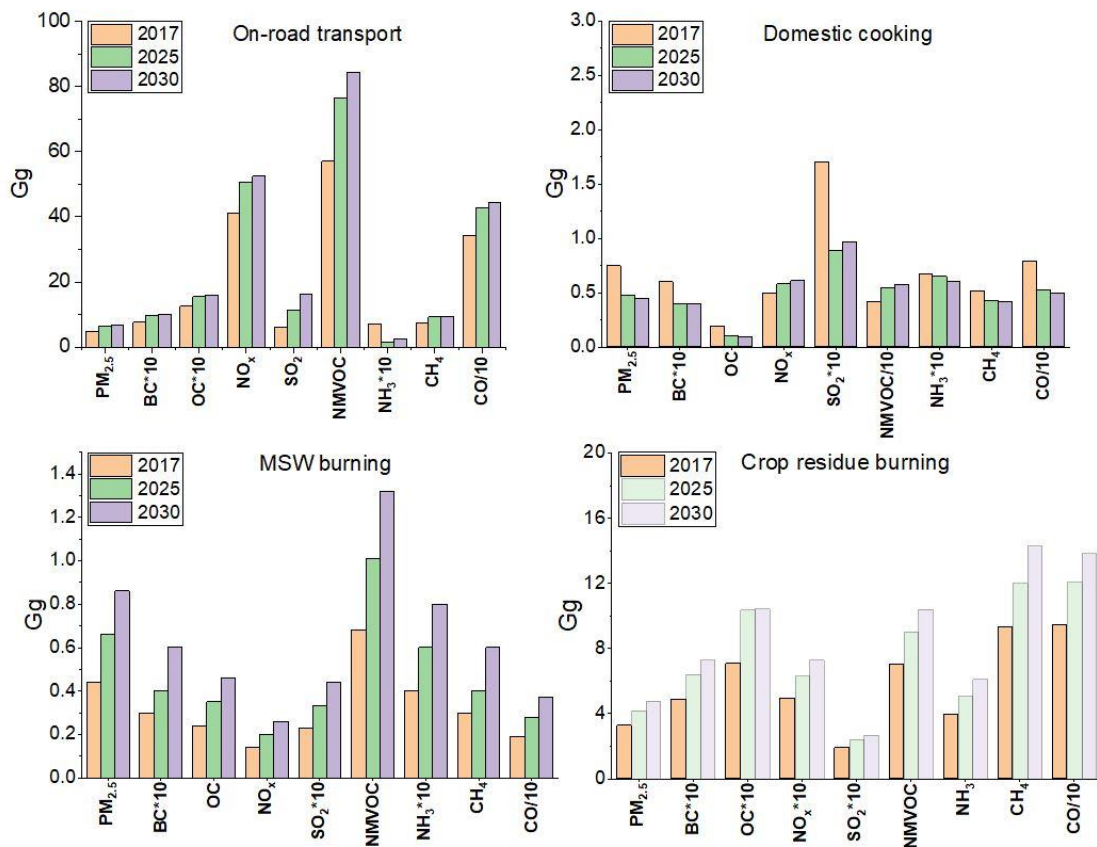 On-road transport
2017
2025
2030
Gg
100
80
60
40
20
0
PM2.5
BC*10
OC*10
NOx
SO2
NMVOC
NH3*10
CH4
CO/10
Domestic cooking
2017
2025
2030
Gg
3.0
2.5
2.0
1.5
1.0
0.5
0.0
PM2.5
BC*10
OC
NOx
SO2*10
NMVOC/10
NH3*10
CH4
CO/10
MSW burning
2017
2025
2030
Gg
1.4
1.2
1.0
0.8
0.6
0.4
0.2
0.0
PM2.5
BC*10
OC
NOx
SO2*10
NMVOC
NH3*10
CH4
CO/10
Crop residue burning
2017
2025
2030
Gg
20
16
12
8
4
0
PM2.5
BC*10
OC*10
NOx*10
SO2*10
NMVOC
NH3
CH4
CO/10